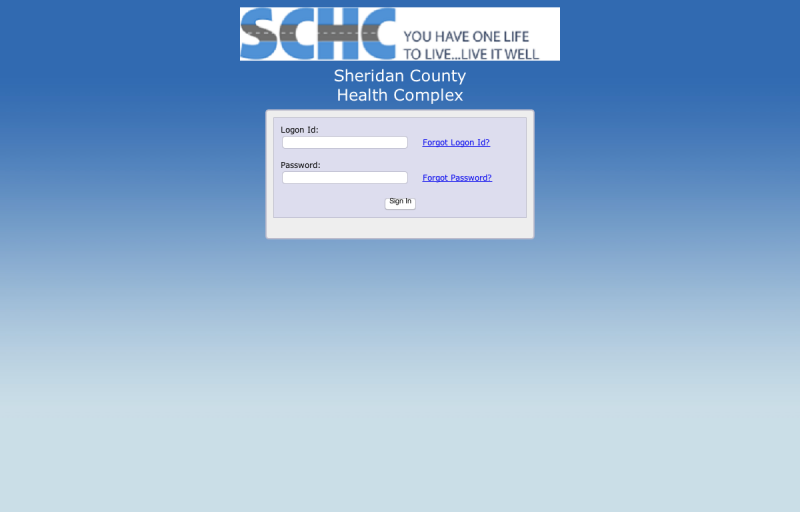 SCHC
YOU HAVE ONE LIFE
TO LIVE...LIVE IT WELL
Sheridan County
Health Complex
Logon Id:
Forgot Logon Id?
Password:
Forgot Password?
Sign In